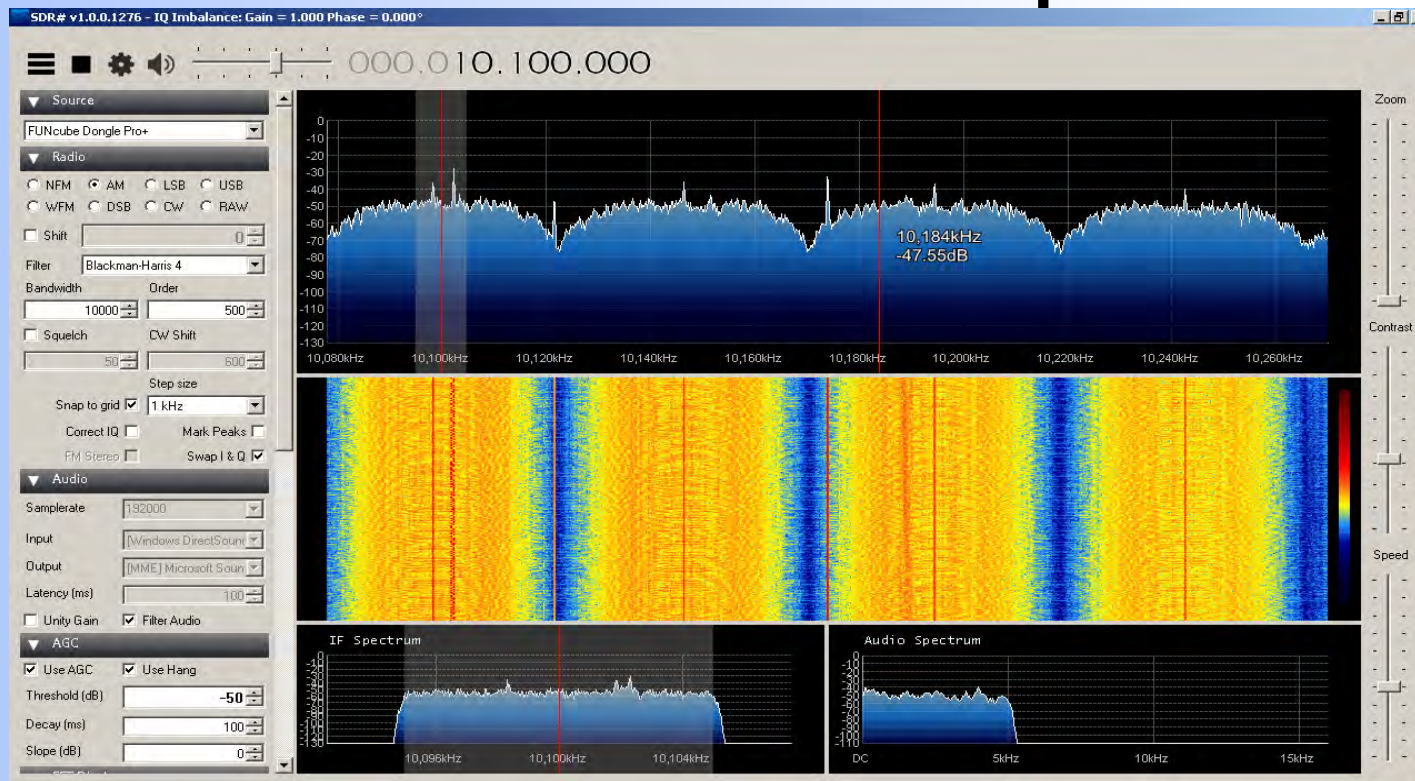 SDR# v1.0.0.1276 - IQ Imbalance: Gain = 1.000 Phase = 0.000°
000.010.100.000
Source
FUNcube Dongle Pro+
Radio
NFM AM LSB USB
WFM DSB CW RAW
Shift 0
Filter Blackman-Harris 4
Bandwidth Order
10000 500
Squelch CW Shift
50 600
Step size
Snap to grid 1 kHz
Correct IQ Mark Peaks
FM Stereo Swap I & Q
Audio
Samplerate 192000
Input [Windows DirectSoun
Output [MME] Microsoft Soun
Latency (ms) 100
Unity Gain Filter Audio
AGC
Use AGC Use Hang
Threshold (dB) -50
Decay (ms) 100
Slope (dB) 0
0
-10
-20
-30
-40
-50
-60
-70
-80
-90
-100
-110
-120
-130
10,184kHz
-47.55dB
10,080kHz 10,100kHz 10,120kHz 10,140kHz 10,160kHz 10,180kHz 10,200kHz 10,220kHz 10,240kHz 10,260kHz
IF Spectrum
10,096kHz 10,100kHz 10,104kHz
Audio Spectrum
DC 5kHz 10kHz 15kHz
Zoom
Contrast
Speed